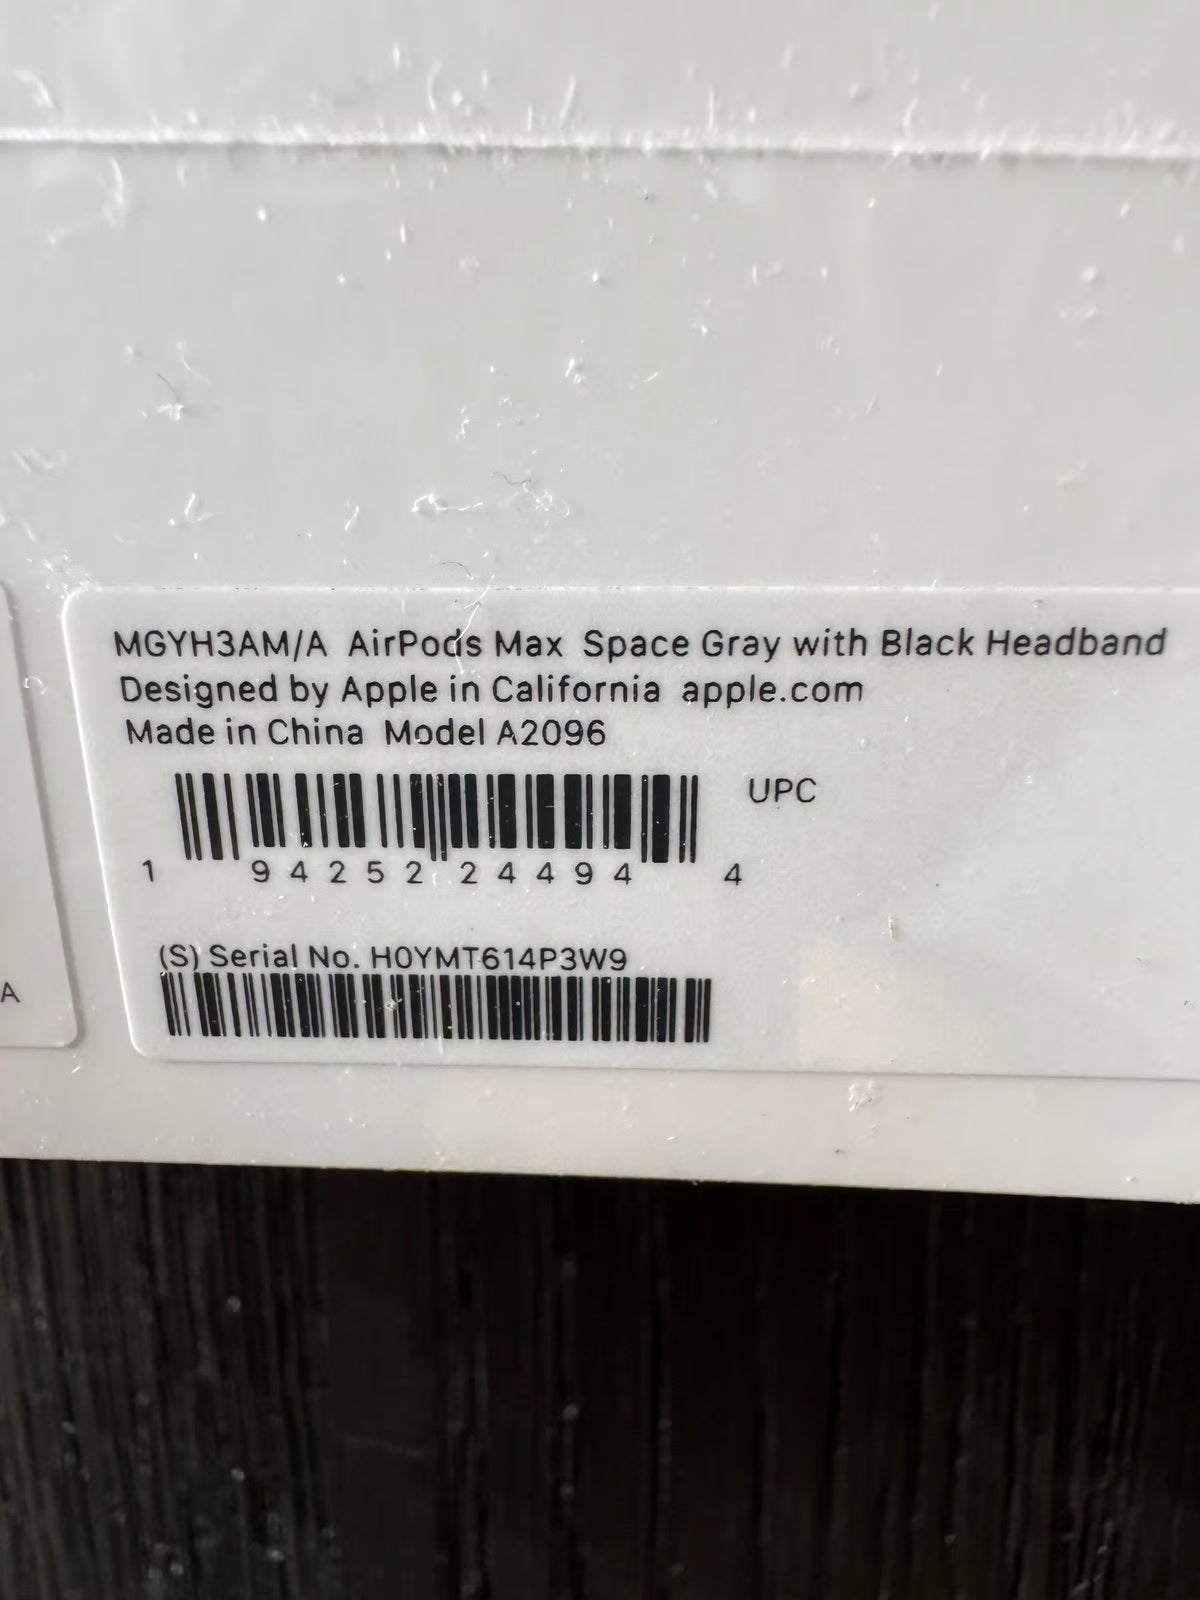 MGYH3AM/A AirPods Max Space Gray with Black Headband
Designed by Apple in California apple.com
Made in China Model A2096
UPC
1 94252 24494 4
(S) Serial No. H0YMT614P3W9
A